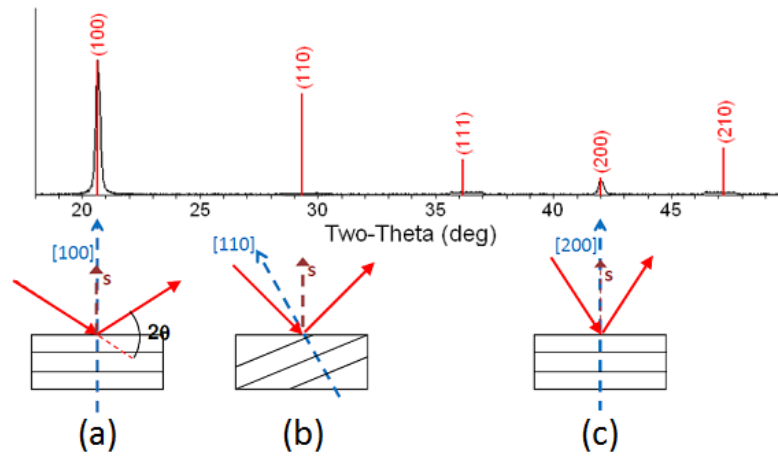 (100)
(110)
(111)
(200)
(210)
20 25 30 35 40 45
Two-Theta (deg)
[100] [110] [200]
s s s
2θ
(a) (b) (c)